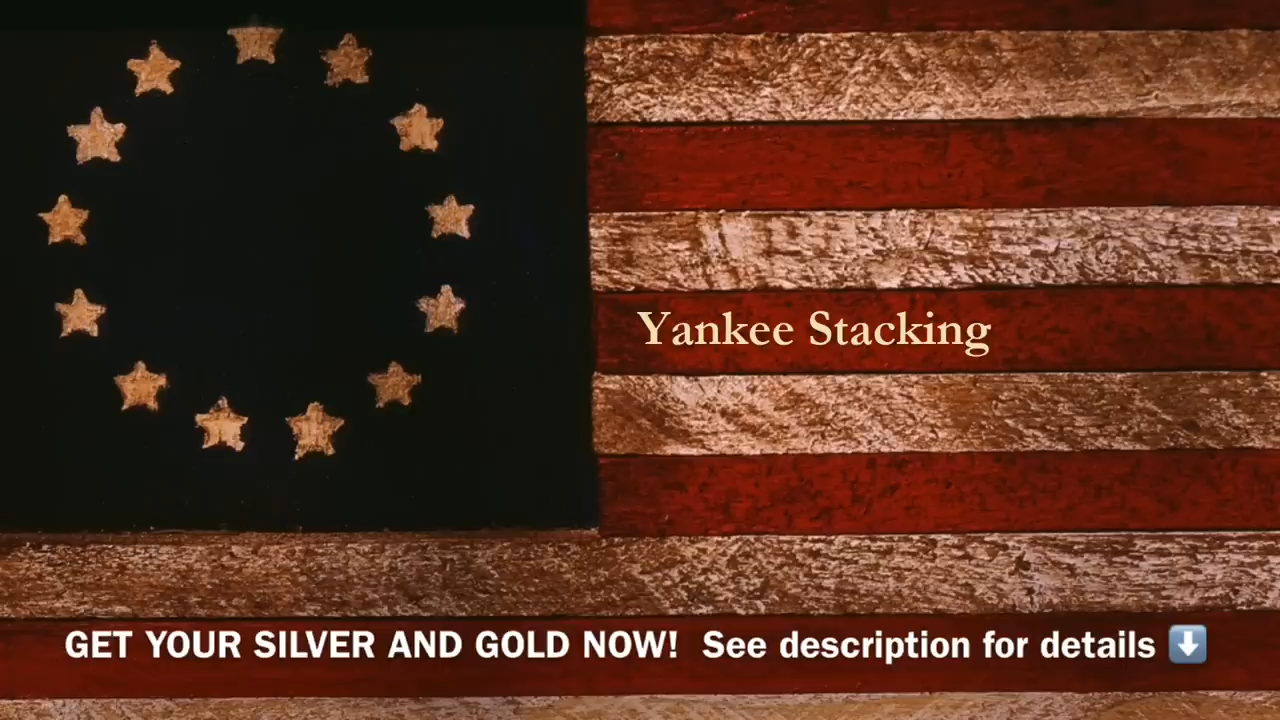 Yankee Stacking
GET YOUR SILVER AND GOLD NOW! See description for details ⬇️